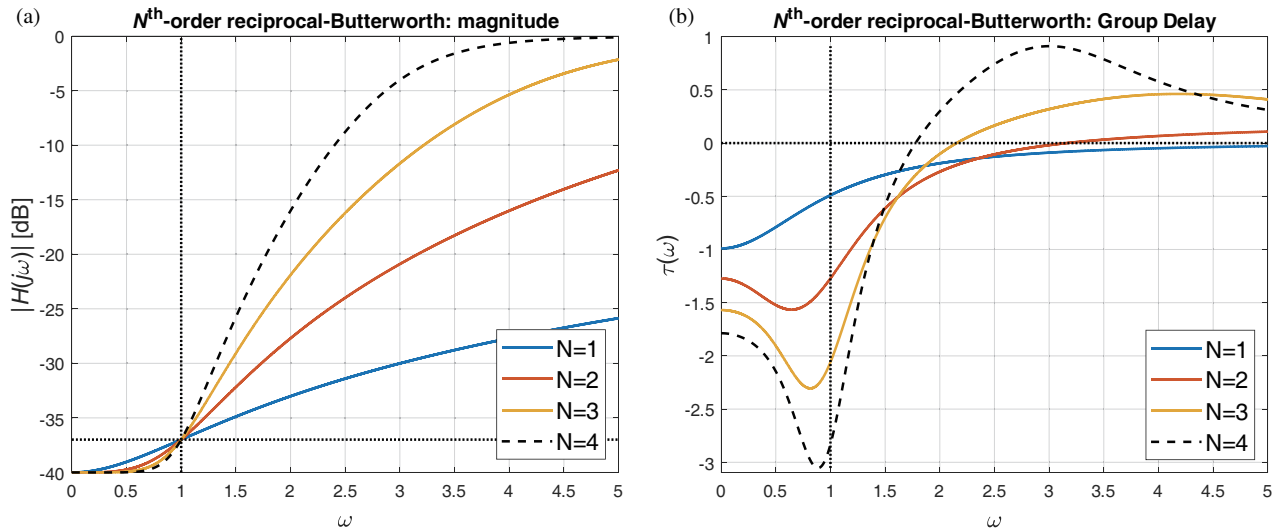 (a)
Nth-order reciprocal-Butterworth: magnitude
|H(jω)| [dB]
0
-5
-10
-15
-20
-25
-30
-35
-40
0 0.5 1 1.5 2 2.5 3 3.5 4 4.5 5
ω
N=1
N=2
N=3
N=4
(b)
Nth-order reciprocal-Butterworth: Group Delay
τ(ω)
1
0.5
0
-0.5
-1
-1.5
-2
-2.5
-3
0 0.5 1 1.5 2 2.5 3 3.5 4 4.5 5
ω
N=1
N=2
N=3
N=4